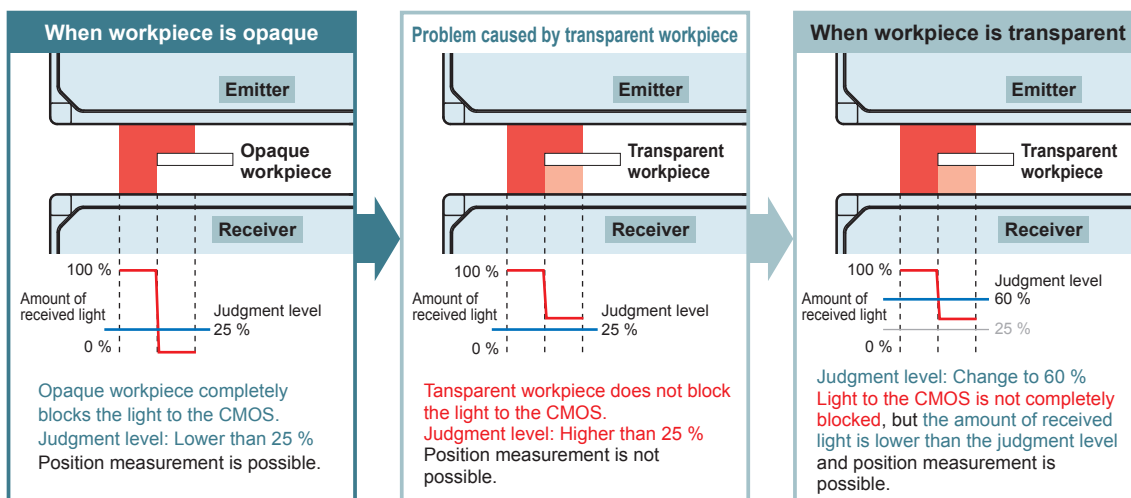 When workpiece is opaque
Emitter
Opaque
workpiece
Receiver
100 %
Amount of
received light
Judgment level
25 %
0 %
Opaque workpiece completely
blocks the light to the CMOS.
Judgment level: Lower than 25 %
Position measurement is possible.
Problem caused by transparent workpiece
Emitter
Transparent
workpiece
Receiver
100 %
Amount of
received light
Judgment level
25 %
0 %
Tansparent workpiece does not block
the light to the CMOS.
Judgment level: Higher than 25 %
Position measurement is not
possible.
When workpiece is transparent
Emitter
Transparent
workpiece
Receiver
100 %
Amount of
received light
Judgment level
60 %
25 %
0 %
Judgment level: Change to 60 %
Light to the CMOS is not completely
blocked, but the amount of received
light is lower than the judgment level
and position measurement is
possible.